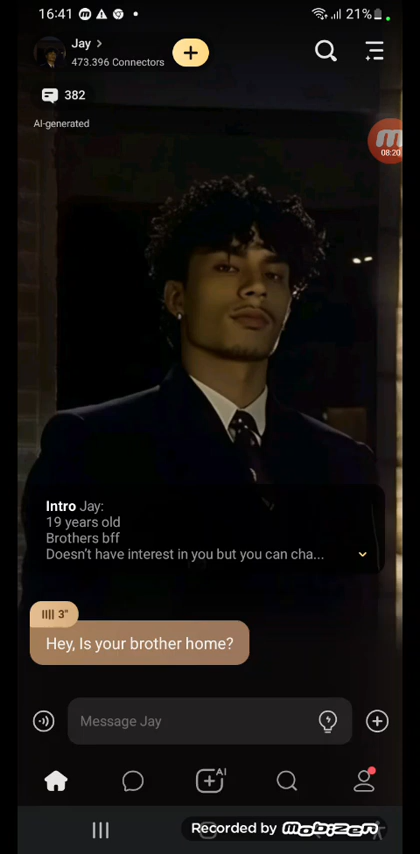 16:41
21%
Jay >
473.396 Connectors
382
AI-generated
08:20
Intro Jay:
19 years old
Brothers bff
Doesn't have interest in you but you can cha...
3"
Hey, Is your brother home?
Message Jay
AI
Recorded by mobizen